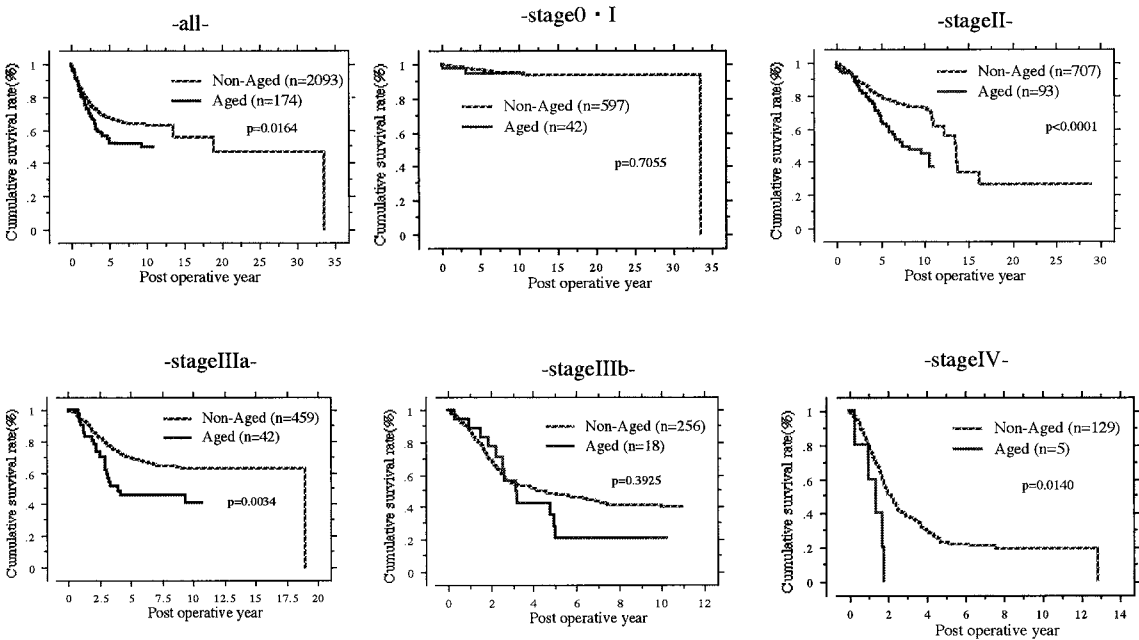 -all-
Cumulative survival rate(%)
1
.8
.6
.4
.2
0
Non-Aged (n=2093)
Aged (n=174)
p=0.0164
0 5 10 15 20 25 30 35
Post operative year
-stage0・I
Cumulative survival rate(%)
1
.8
.6
.4
.2
0
Non-Aged (n=597)
Aged (n=42)
p=0.7055
0 5 10 15 20 25 30 35
Post operative year
-stageII-
Cumulative survival rate(%)
1
.8
.6
.4
.2
0
Non-Aged (n=707)
Aged (n=93)
p<0.0001
0 5 10 15 20 25 30
Post operative year
-stageIIIa-
Cumulative survival rate(%)
1
.8
.6
.4
.2
0
Non-Aged (n=459)
Aged (n=42)
p=0.0034
0 2.5 5 7.5 10 12.5 15 17.5 20
Post operative year
-stageIIIb-
Cumulative survival rate(%)
1
.8
.6
.4
.2
0
Non-Aged (n=256)
Aged (n=18)
p=0.3925
0 2 4 6 8 10 12
Post operative year
-stageIV-
Cumulative survival rate(%)
1
.8
.6
.4
.2
0
Non-Aged (n=129)
Aged (n=5)
p=0.0140
0 2 4 6 8 10 12 14
Post operative year